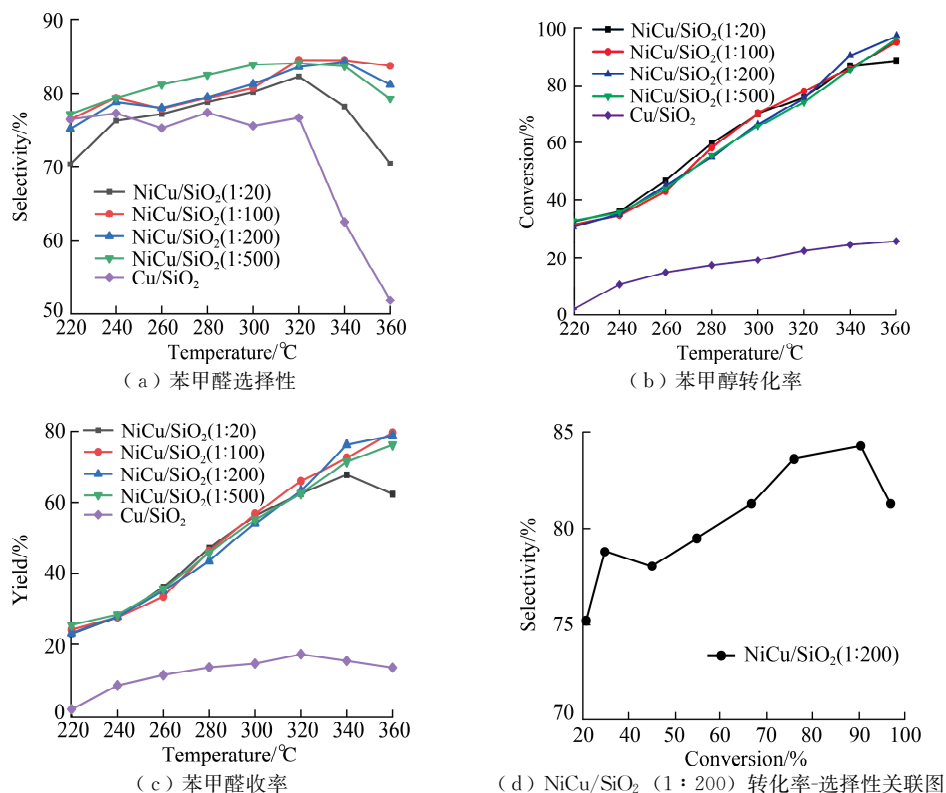 90
80
70
60
50
Selectivity/%
NiCu/SiO₂(1∶20)
NiCu/SiO₂(1∶100)
NiCu/SiO₂(1∶200)
NiCu/SiO₂(1∶500)
Cu/SiO₂
220 240 260 280 300 320 340 360
Temperature/℃
(a)苯甲醛选择性
100
80
60
40
20
0
Conversion/%
NiCu/SiO₂(1∶20)
NiCu/SiO₂(1∶100)
NiCu/SiO₂(1∶200)
NiCu/SiO₂(1∶500)
Cu/SiO₂
220 240 260 280 300 320 340 360
Temperature/℃
(b)苯甲醇转化率
80
60
40
20
0
Yield/%
NiCu/SiO₂(1∶20)
NiCu/SiO₂(1∶100)
NiCu/SiO₂(1∶200)
NiCu/SiO₂(1∶500)
Cu/SiO₂
220 240 260 280 300 320 340 360
Temperature/℃
(c)苯甲醛收率
85
80
75
70
Selectivity/%
NiCu/SiO₂(1∶200)
20 40 50 60 70 80 90 100
Conversion/%
(d)NiCu/SiO₂(1∶200)转化率-选择性关联图